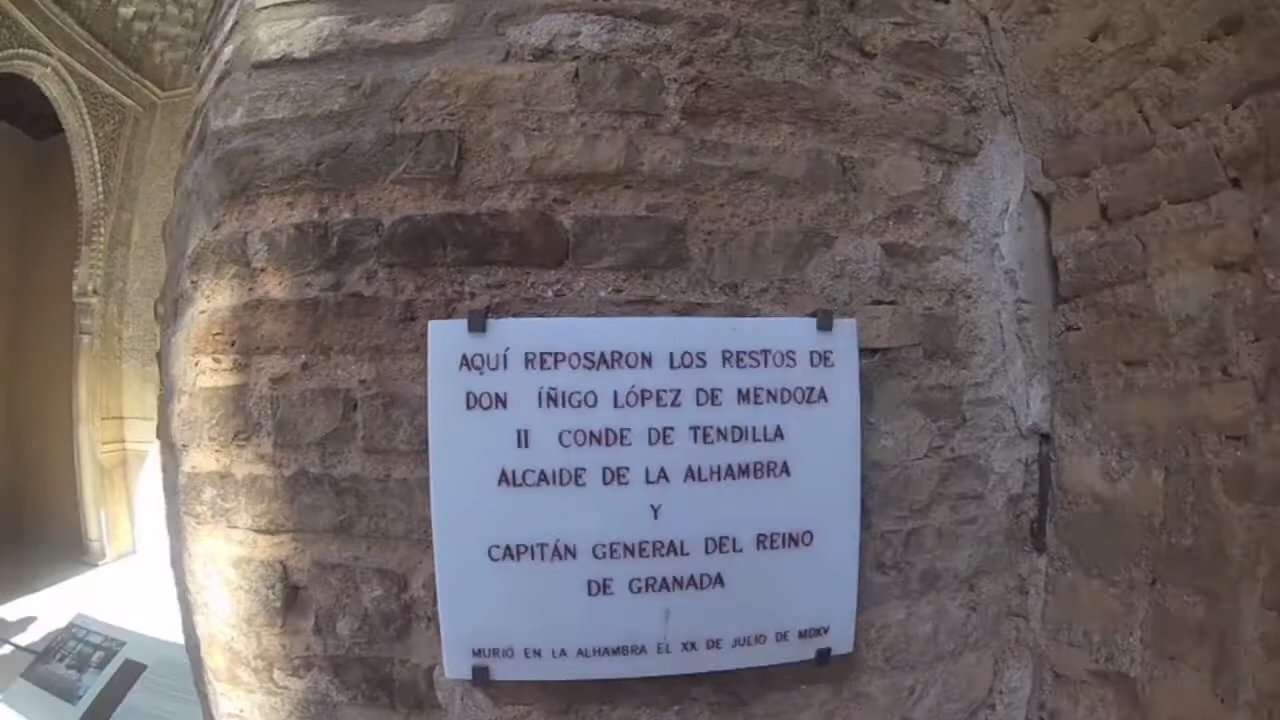 AQUÍ REPOSARON LOS RESTOS DE
DON ÍÑIGO LÓPEZ DE MENDOZA
II CONDE DE TENDILLA
ALCAIDE DE LA ALHAMBRA
Y
CAPITÁN GENERAL DEL REINO
DE GRANADA
MURIÓ EN LA ALHAMBRA EL XX DE JULIO DE MDXV